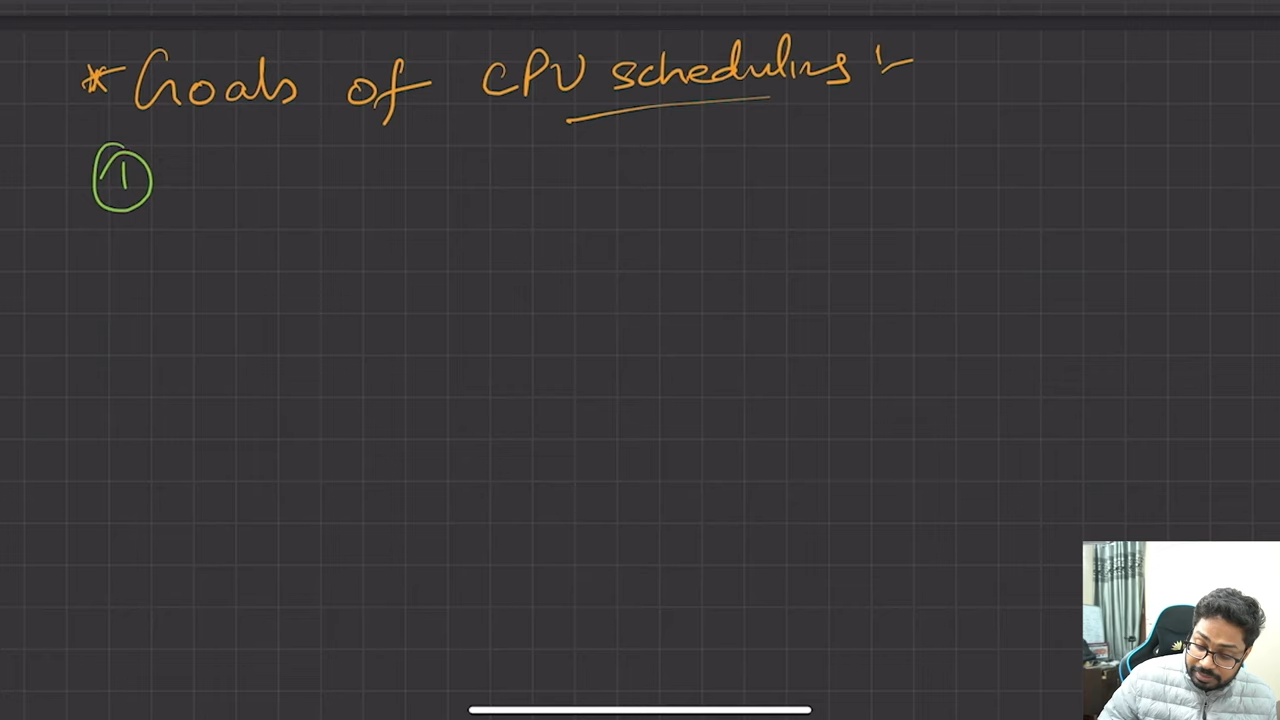 * Goals of CPU scheduling :-
1